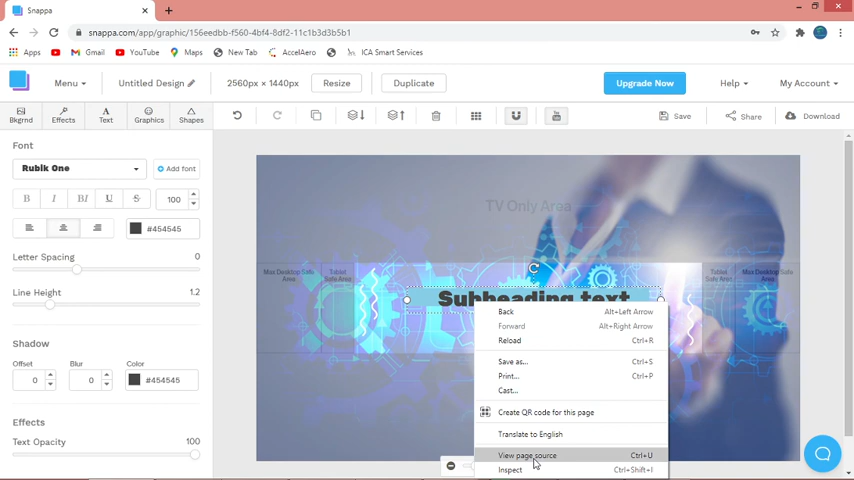 Snappa
snappa.com/app/graphic/156eedbb-f560-4bf4-8df2-11c1b3d3b5b1
Apps Gmail YouTube Maps New Tab AccelAero ICA Smart Services
Menu Untitled Design 2560px × 1440px Resize Duplicate Upgrade Now Help My Account
Bkgrnd Effects Text Graphics Shapes Save Share Download
Font
Rubik One Add font
B I BI U S 100
#454545
Letter Spacing 0
Line Height 1.2
Shadow
Offset Blur Color
0 0 #454545
Effects
Text Opacity 100
TV Only Area
Max Desktop Safe Area
Tablet Safe Area
Tablet Safe Area
Max Desktop Safe Area
Subheading text
Back Alt+Left Arrow
Forward Alt+Right Arrow
Reload Ctrl+R
Save as... Ctrl+S
Print... Ctrl+P
Cast...
Create QR code for this page
Translate to English
View page source Ctrl+U
Inspect Ctrl+Shift+I